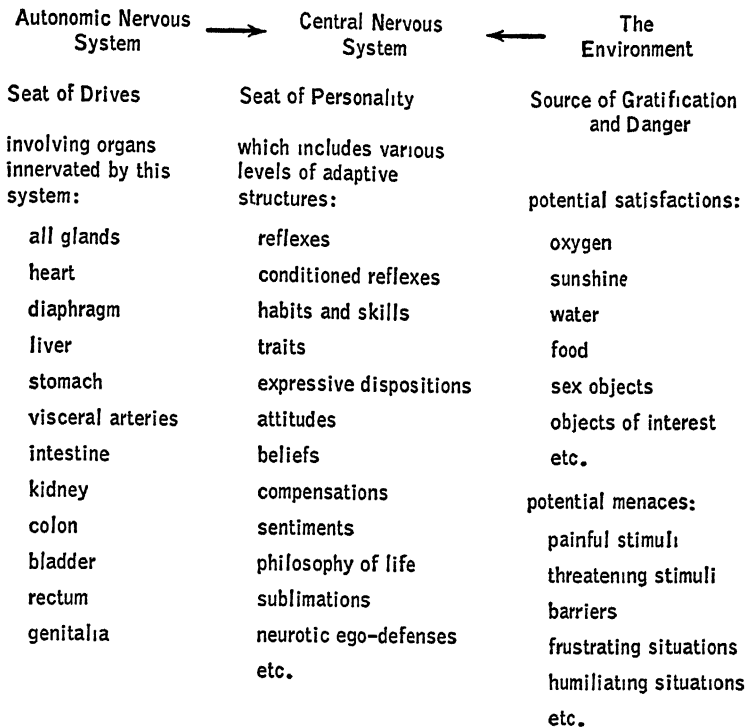 Autonomic Nervous
System
Central Nervous
System
The
Environment
Seat of Drives
involving organs
innervated by this
system:
all glands
heart
diaphragm
liver
stomach
visceral arteries
intestine
kidney
colon
bladder
rectum
genitalia
Seat of Personality
which includes various
levels of adaptive
structures:
reflexes
conditioned reflexes
habits and skills
traits
expressive dispositions
attitudes
beliefs
compensations
sentiments
philosophy of life
sublimations
neurotic ego-defenses
etc.
Source of Gratification
and Danger
potential satisfactions:
oxygen
sunshine
water
food
sex objects
objects of interest
etc.
potential menaces:
painful stimuli
threatening stimuli
barriers
frustrating situations
humiliating situations
etc.